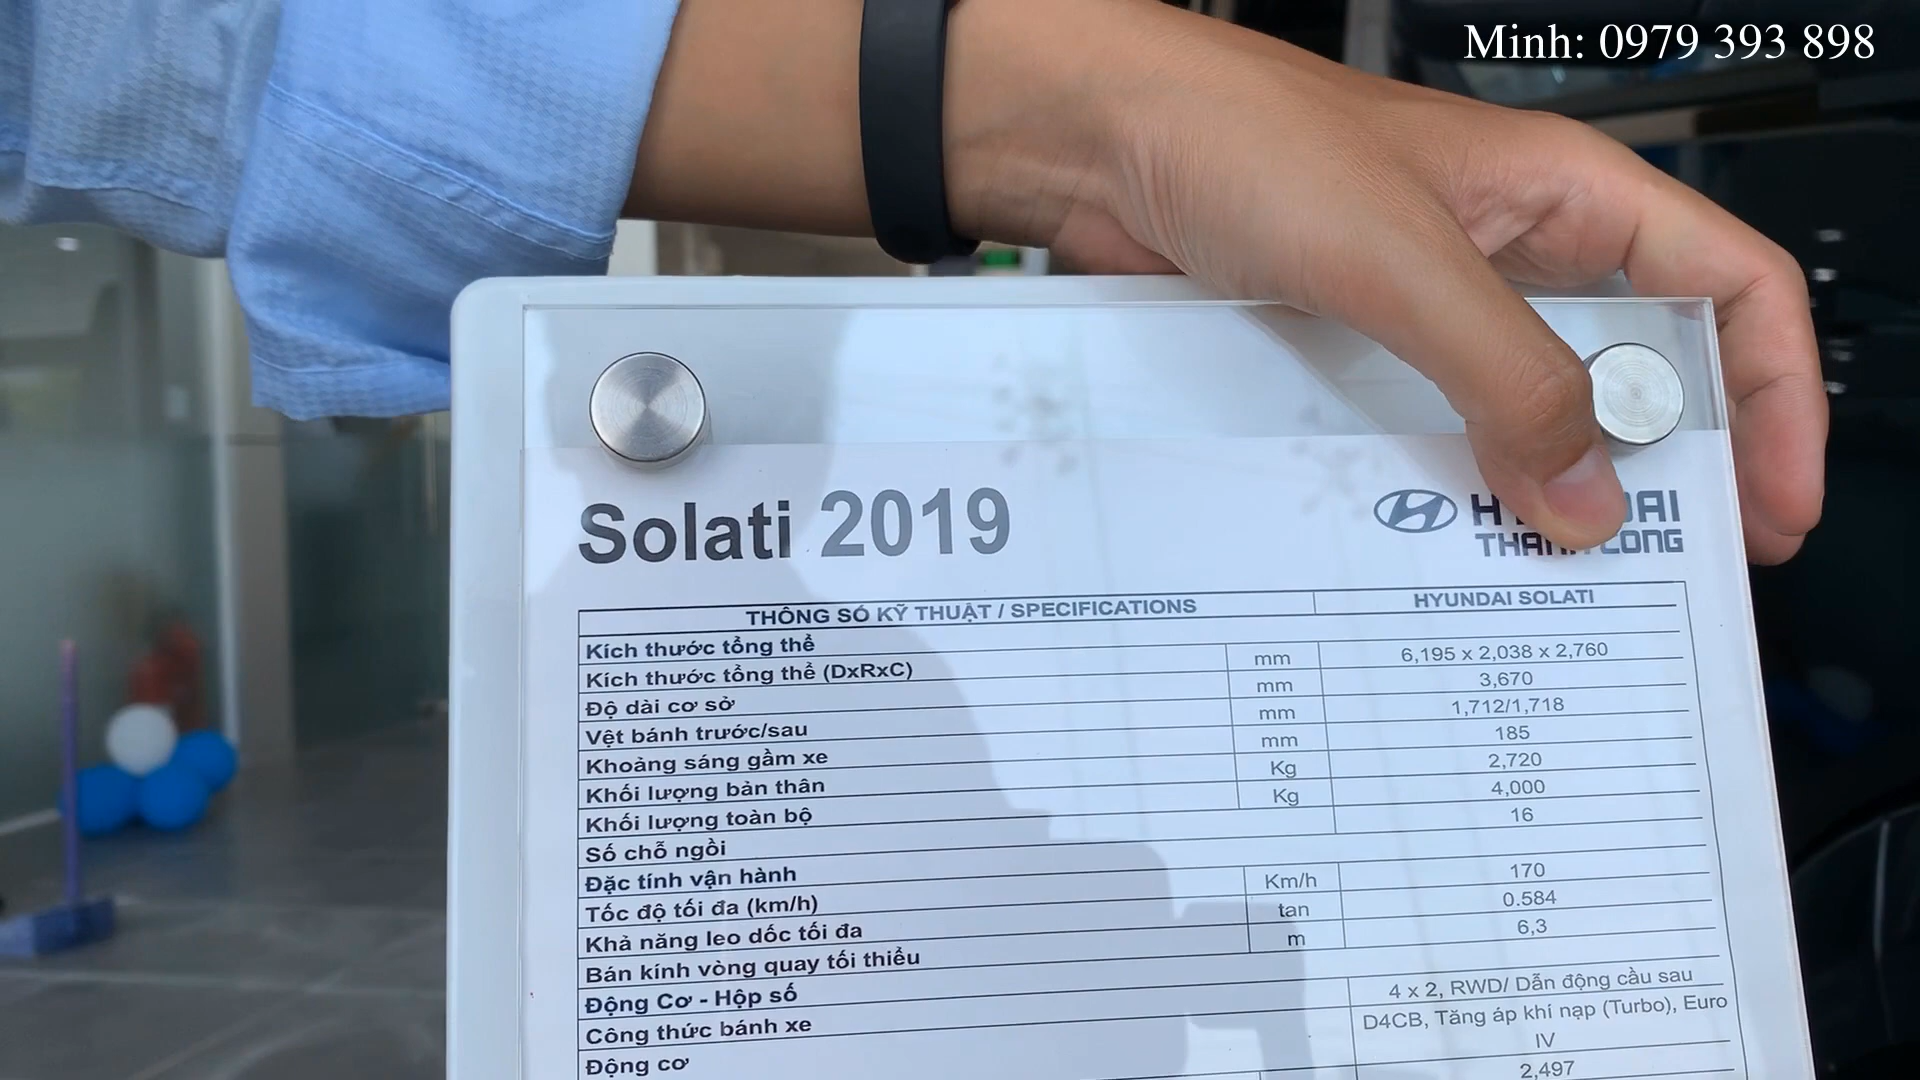 Minh: 0979 393 898
Solati 2019
HYUNDAI
THANH CONG
THÔNG SÓ KỸ THUẬT / SPECIFICATIONS HYUNDAI SOLATI
Kích thước tổng thể
Kích thước tổng thể (DxRxC) mm 6,195 x 2,038 x 2,760
Độ dài cơ sở mm 3,670
Vệt bánh trước/sau mm 1,712/1,718
Khoảng sáng gầm xe mm 185
Khối lượng bản thân Kg 2,720
Khối lượng toàn bộ Kg 4,000
Số chỗ ngồi 16
Đặc tính vận hành
Tốc độ tối đa (km/h) Km/h 170
Khả năng leo dốc tối đa tan 0.584
Bán kính vòng quay tối thiểu m 6,3
Động Cơ - Hộp số
Công thức bánh xe 4 x 2, RWD/ Dẫn động cầu sau
Động cơ D4CB, Tăng áp khí nạp (Turbo), Euro
IV
2,497